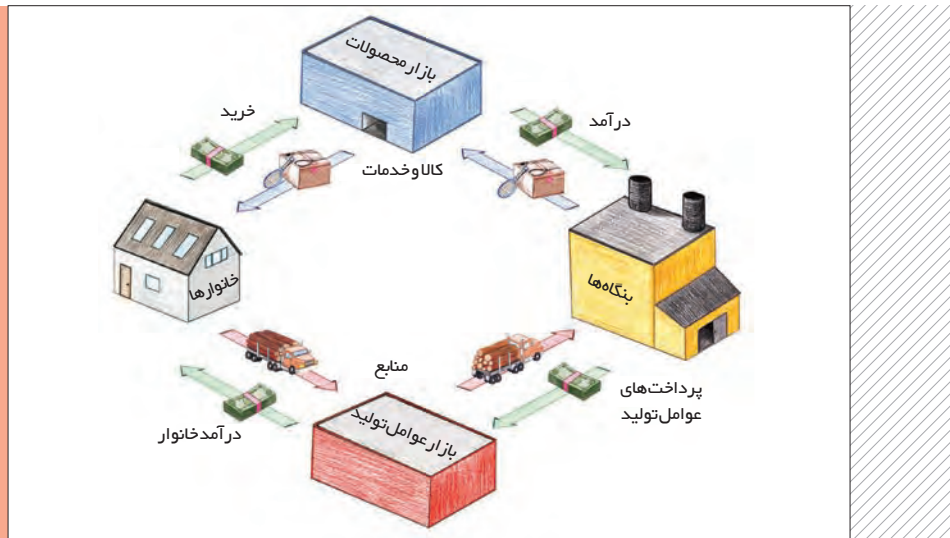 بازار محصولات
خرید
درآمد
کالا و خدمات
خانوارها
بنگاه‌ها
منابع
پرداخت‌های
عوامل تولید
درآمد خانوار
بازار عوامل تولید